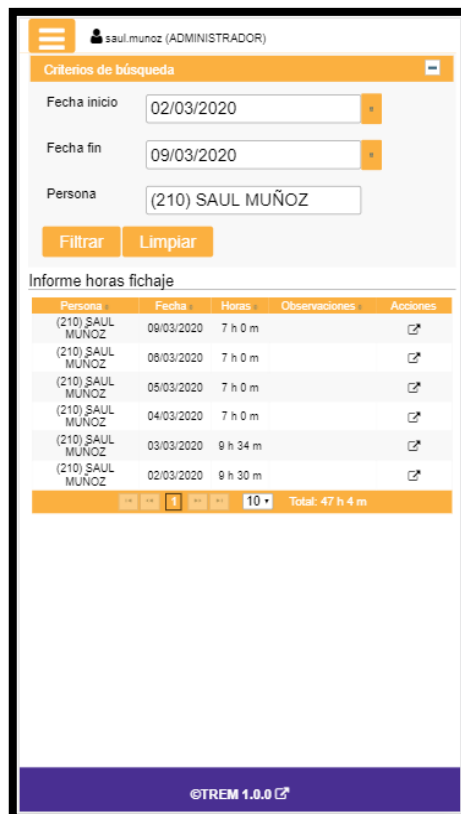 saul.munoz (ADMINISTRADOR)
Criterios de búsqueda
Fecha inicio 02/03/2020
Fecha fin 09/03/2020
Persona (210) SAUL MUÑOZ
Filtrar Limpiar
Informe horas fichaje
Persona Fecha Horas Observaciones Acciones
(210) SAUL
MUÑOZ 09/03/2020 7 h 0 m
(210) SAUL
MUÑOZ 06/03/2020 7 h 0 m
(210) SAUL
MUÑOZ 05/03/2020 7 h 0 m
(210) SAUL
MUÑOZ 04/03/2020 7 h 0 m
(210) SAUL
MUÑOZ 03/03/2020 9 h 34 m
(210) SAUL
MUÑOZ 02/03/2020 9 h 30 m
1 10 Total: 47 h 4 m
©TREM 1.0.0